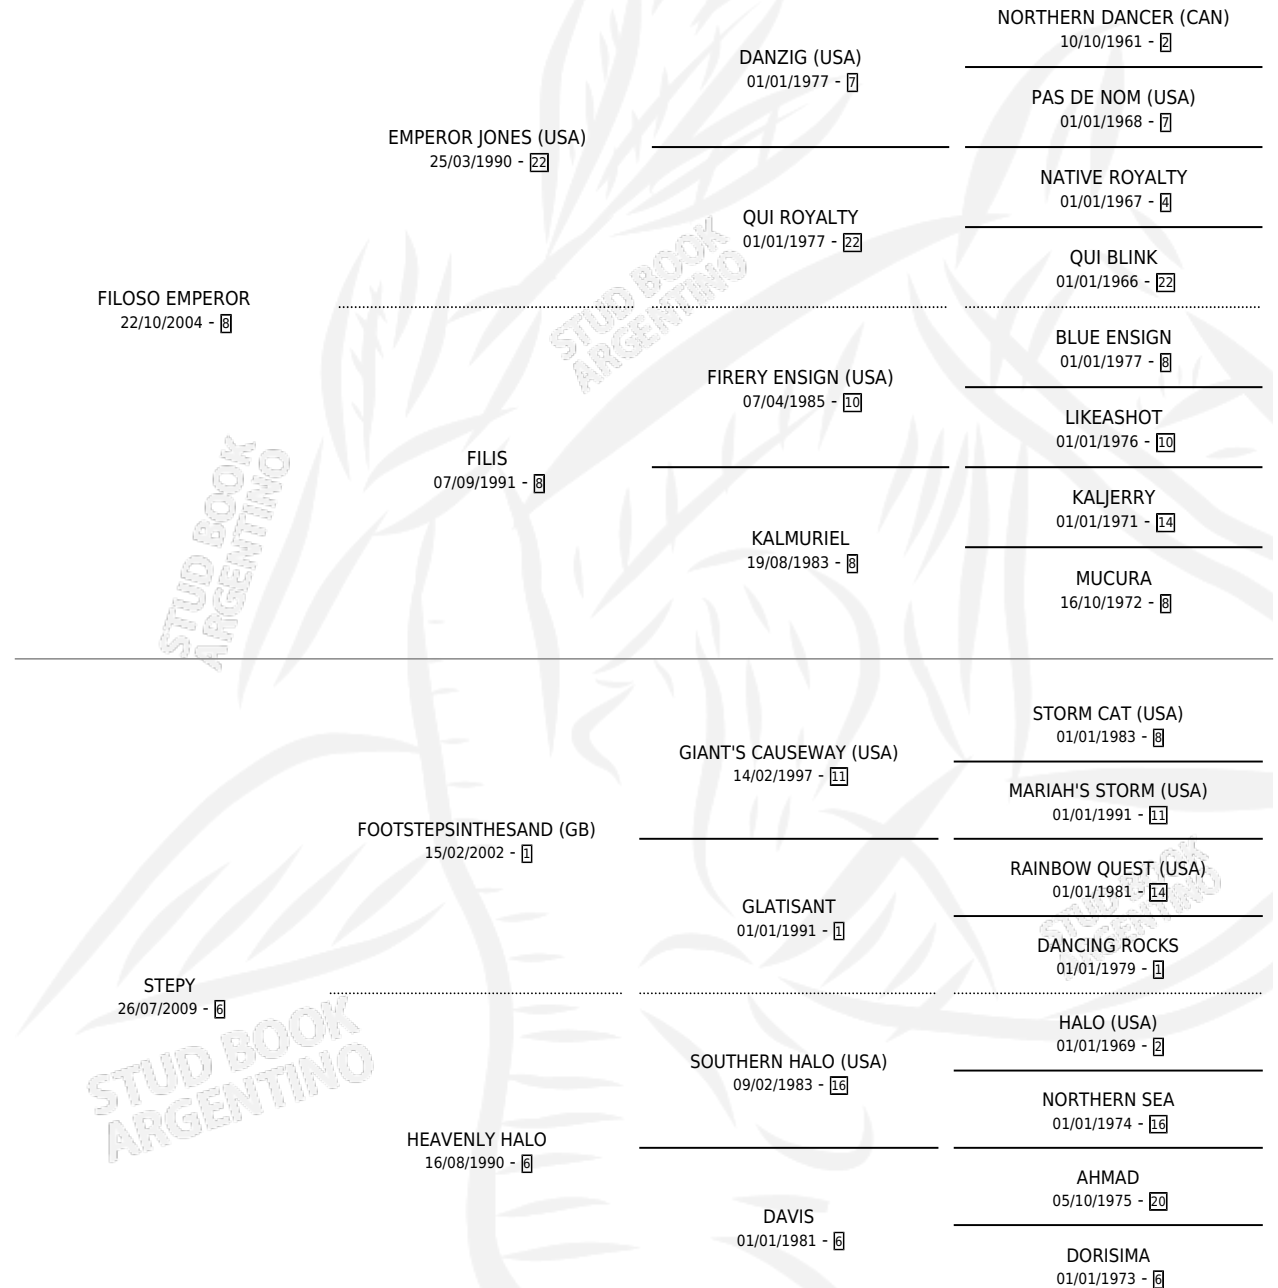 NORTHERN DANCER (CAN)
10/10/1961 - 2
DANZIG (USA)
01/01/1977 - 7
PAS DE NOM (USA)
01/01/1968 - 7
EMPEROR JONES (USA)
25/03/1990 - 22
NATIVE ROYALTY
01/01/1967 - 4
QUI ROYALTY
01/01/1977 - 22
QUI BLINK
01/01/1966 - 22
FILOSO EMPEROR
22/10/2004 - 8
STUD BOOK
ARGENTINO
BLUE ENSIGN
01/01/1977 - 8
FIRERY ENSIGN (USA)
07/04/1985 - 10
LIKEASHOT
01/01/1976 - 10
FILIS
07/09/1991 - 8
KALJERRY
01/01/1971 - 14
KALMURIEL
19/08/1983 - 8
MUCURA
16/10/1972 - 8
STUD BOOK
ARGENTINO
STORM CAT (USA)
01/01/1983 - 8
GIANT'S CAUSEWAY (USA)
14/02/1997 - 11
MARIAH'S STORM (USA)
01/01/1991 - 11
FOOTSTEPSINTHESAND (GB)
15/02/2002 - 1
RAINBOW QUEST (USA)
01/01/1981 - 14
GLATISANT
01/01/1991 - 1
DANCING ROCKS
01/01/1979 - 1
STUD BOOK
ARGENTINO
STEPY
26/07/2009 - 6
HALO (USA)
01/01/1969 - 2
SOUTHERN HALO (USA)
09/02/1983 - 16
NORTHERN SEA
01/01/1974 - 16
STUD BOOK
ARGENTINO
HEAVENLY HALO
16/08/1990 - 6
AHMAD
05/10/1975 - 20
DAVIS
01/01/1981 - 6
DORISIMA
01/01/1973 - 6